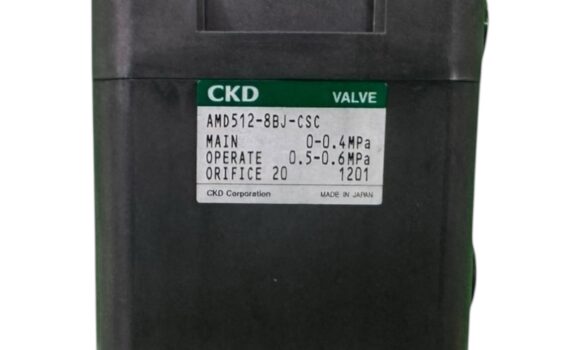 CKD VALVE
AMD512-8BJ-CSC
MAIN 0-0.4MPa
OPERATE 0.5-0.6MPa
ORIFICE 20 1201
CKD Corporation MADE IN JAPAN